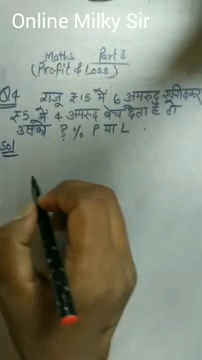 Online Milky Sir
Maths Part 8
(Profit & Loss)
Q4 राजू ₹15 में 6 अमरुद खरीदकर
₹5 में 4 अमरुद बेच देता है तो
उसको ? % P या L .
Sol